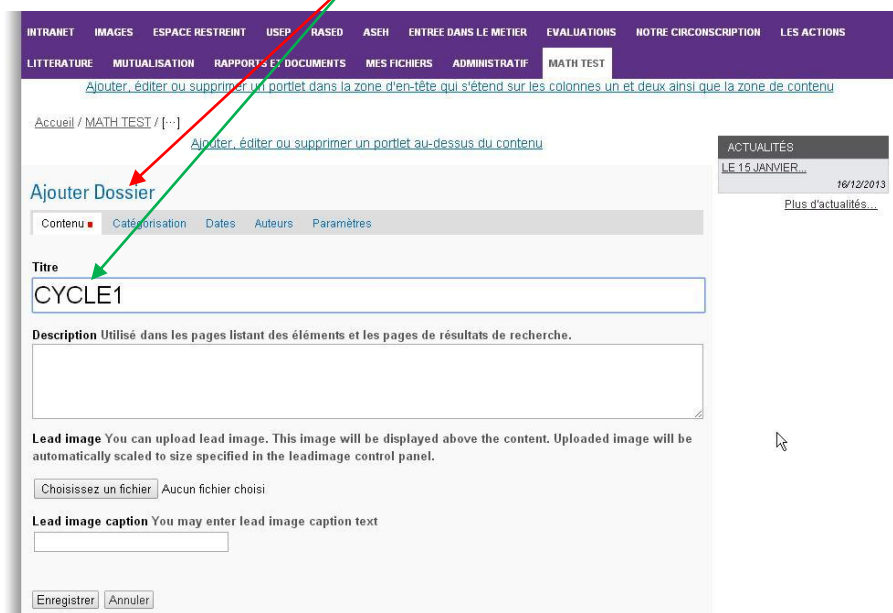 INTRANET IMAGES ESPACE RESTREINT USEP RASED ASEH ENTREE DANS LE METIER EVALUATIONS NOTRE CIRCONSCRIPTION LES ACTIONS
LITTERATURE MUTUALISATION RAPPORTS ET DOCUMENTS MES FICHIERS ADMINISTRATIF MATH TEST
Ajouter, éditer ou supprimer un portlet dans la zone d'en-tête qui s'étend sur les colonnes un et deux ainsi que la zone de contenu
Accueil / MATH TEST / [...]
Ajouter, éditer ou supprimer un portlet au-dessus du contenu
ACTUALITÉS
LE 15 JANVIER...
16/12/2013
Plus d'actualités...
Ajouter Dossier
Contenu Catégorisation Dates Auteurs Paramètres
Titre
CYCLE1
Description Utilisé dans les pages listant des éléments et les pages de résultats de recherche.
Lead image You can upload lead image. This image will be displayed above the content. Uploaded image will be
automatically scaled to size specified in the leadimage control panel.
Choisissez un fichier Aucun fichier choisi
Lead image caption You may enter lead image caption text
Enregistrer Annuler